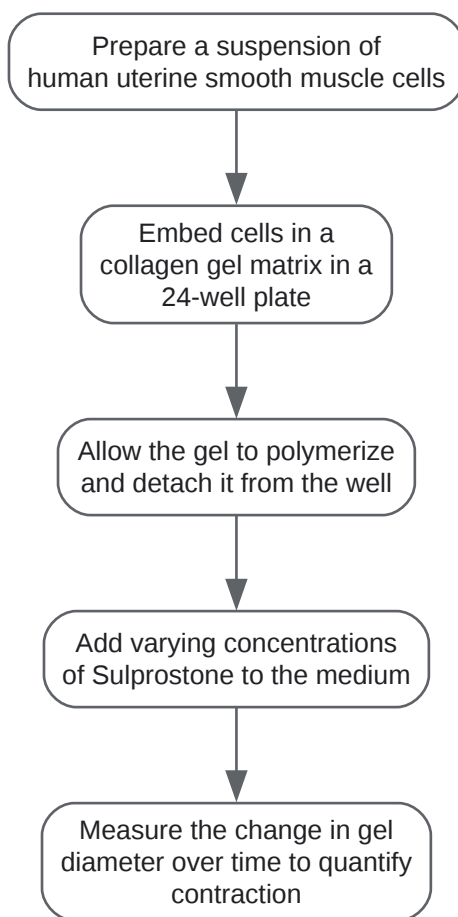 Prepare a suspension of
human uterine smooth muscle cells
Embed cells in a
collagen gel matrix in a
24-well plate
Allow the gel to polymerize
and detach it from the well
Add varying concentrations
of Sulprostone to the medium
Measure the change in gel
diameter over time to quantify
contraction